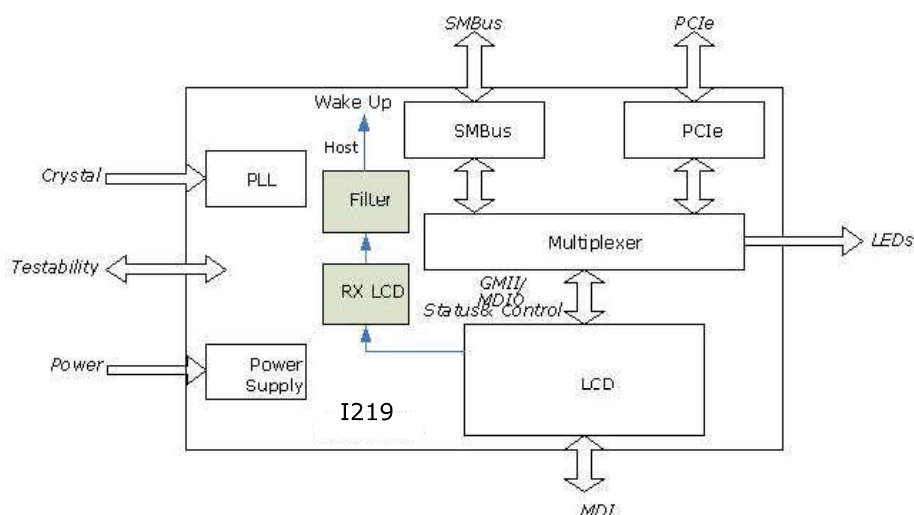 SMBus
PCIe
Wake Up
SMBus
PCIe
Host
Crystal
PLL
Filter
Multiplexer
LEDs
Testability
RX LCD
GMII/
MDIO
Status& Control
Power
Power
Supply
LCD
I219
MDI